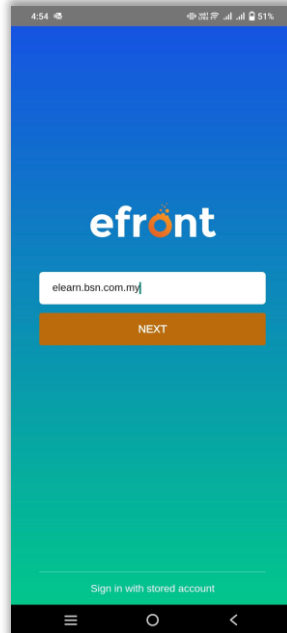 4:54
51%
efront
elearn.bsn.com.my
NEXT
Sign in with stored account